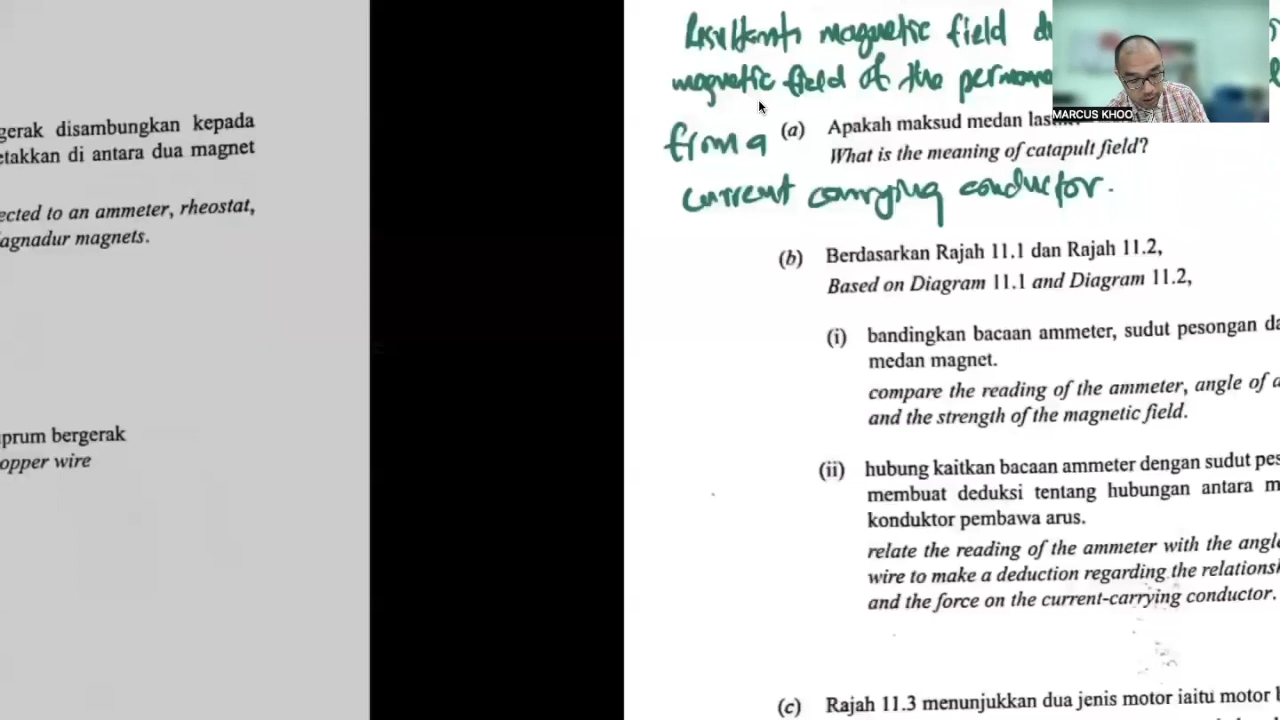 gerak disambungkan kepada
etakkan di antara dua magnet
ected to an ammeter, rheostat,
agnadur magnets.
prum bergerak
opper wire
Resultant magnetic field
magnetic field of the permane
from a
current carrying conductor.
MARCUS KHOO
(a) Apakah maksud medan las
What is the meaning of catapult field?
(b) Berdasarkan Rajah 11.1 dan Rajah 11.2,
Based on Diagram 11.1 and Diagram 11.2,
(i) bandingkan bacaan ammeter, sudut pesongan da
medan magnet.
compare the reading of the ammeter, angle of d
and the strength of the magnetic field.
(ii) hubung kaitkan bacaan ammeter dengan sudut pes
membuat deduksi tentang hubungan antara m
konduktor pembawa arus.
relate the reading of the ammeter with the angl
wire to make a deduction regarding the relations
and the force on the current-carrying conductor.
(c) Rajah 11.3 menunjukkan dua jenis motor iaitu motor